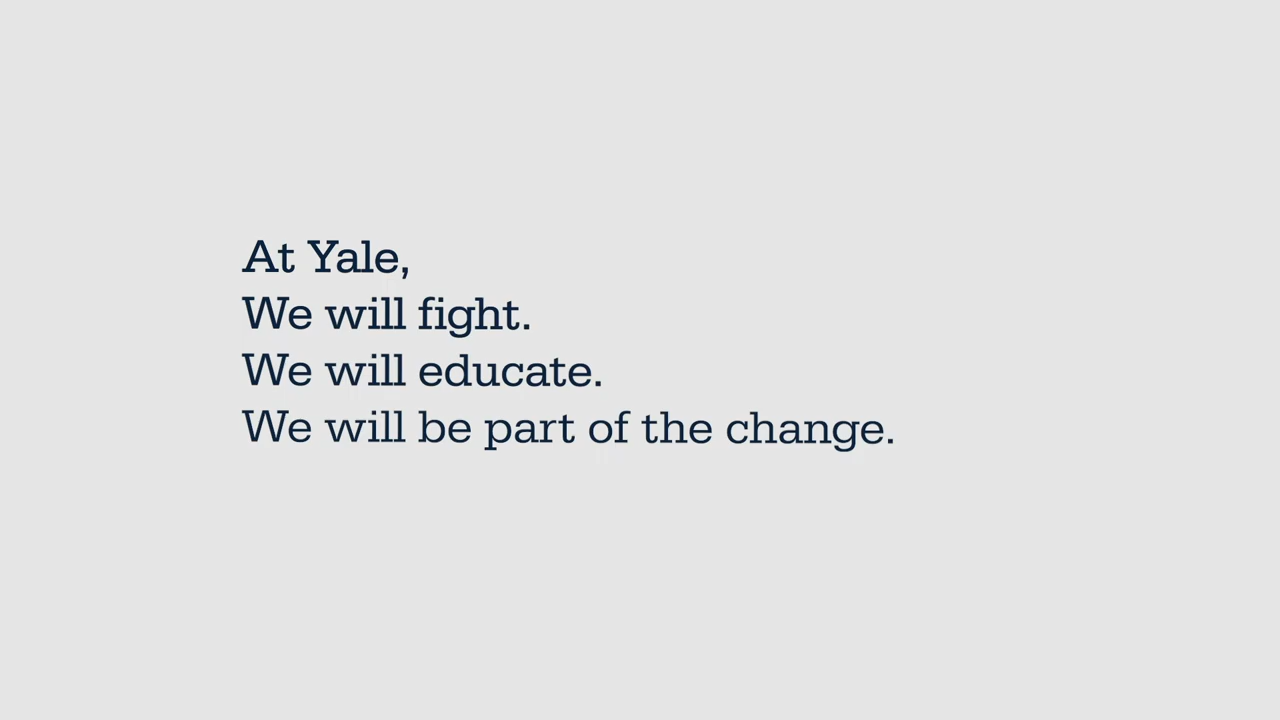 At Yale,
We will fight.
We will educate.
We will be part of the change.